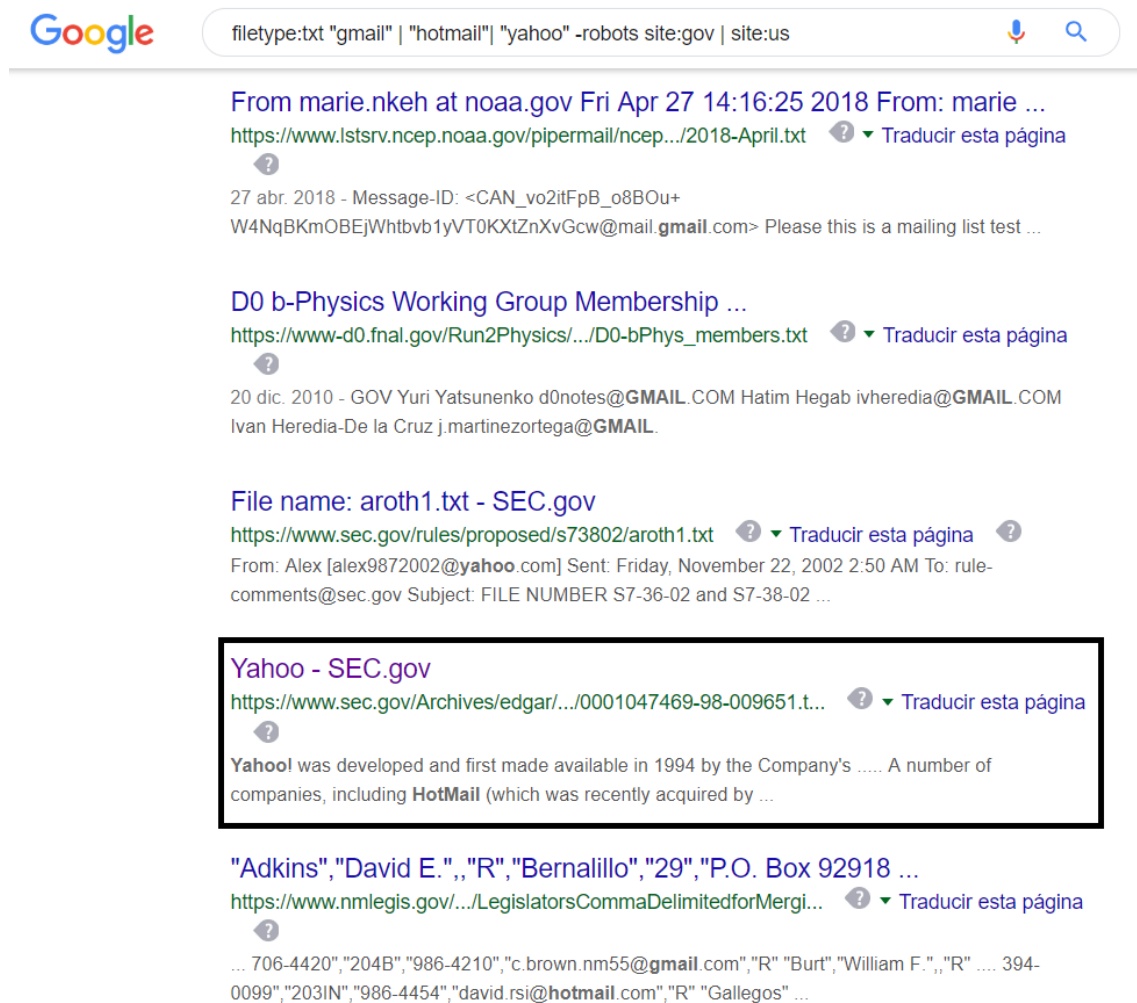 Google
filetype:txt "gmail" | "hotmail"| "yahoo" -robots site:gov | site:us
From marie.nkeh at noaa.gov Fri Apr 27 14:16:25 2018 From: marie ...
https://www.lstsrv.ncep.noaa.gov/pipermail/ncep.../2018-April.txt ? Traducir esta página
?
27 abr. 2018 - Message-ID: <CAN_vo2itFpB_o8BOu+
W4NqBKmOBEjWhtbvb1yVT0KXtZnXvGcw@mail.gmail.com> Please this is a mailing list test ...
D0 b-Physics Working Group Membership ...
https://www-d0.fnal.gov/Run2Physics/.../D0-bPhys_members.txt ? Traducir esta página
?
20 dic. 2010 - GOV Yuri Yatsunenko d0notes@GMAIL.COM Hatim Hegab ivheredia@GMAIL.COM
Ivan Heredia-De la Cruz j.martinezortega@GMAIL.
File name: aroth1.txt - SEC.gov
https://www.sec.gov/rules/proposed/s73802/aroth1.txt ? Traducir esta página ?
From: Alex [alex9872002@yahoo.com] Sent: Friday, November 22, 2002 2:50 AM To: rule-
comments@sec.gov Subject: FILE NUMBER S7-36-02 and S7-38-02 ...
Yahoo - SEC.gov
https://www.sec.gov/Archives/edgar/.../0001047469-98-009651.t... ? Traducir esta página
?
Yahoo! was developed and first made available in 1994 by the Company's ..... A number of
companies, including HotMail (which was recently acquired by ...
"Adkins","David E.",,"R","Bernalillo","29","P.O. Box 92918 ...
https://www.nmlegis.gov/.../LegislatorsCommaDelimitedforMergi... ? Traducir esta página
?
... 706-4420","204B","986-4210","c.brown.nm55@gmail.com","R" "Burt","William F.",,"R" .... 394-
0099","203IN","986-4454","david.rsi@hotmail.com","R" "Gallegos" ...